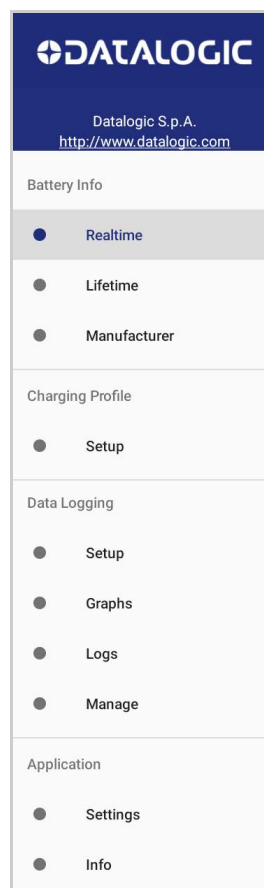 DATALOGIC
Datalogic S.p.A.
http://www.datalogic.com
Battery Info
Realtime
Lifetime
Manufacturer
Charging Profile
Setup
Data Logging
Setup
Graphs
Logs
Manage
Application
Settings
Info